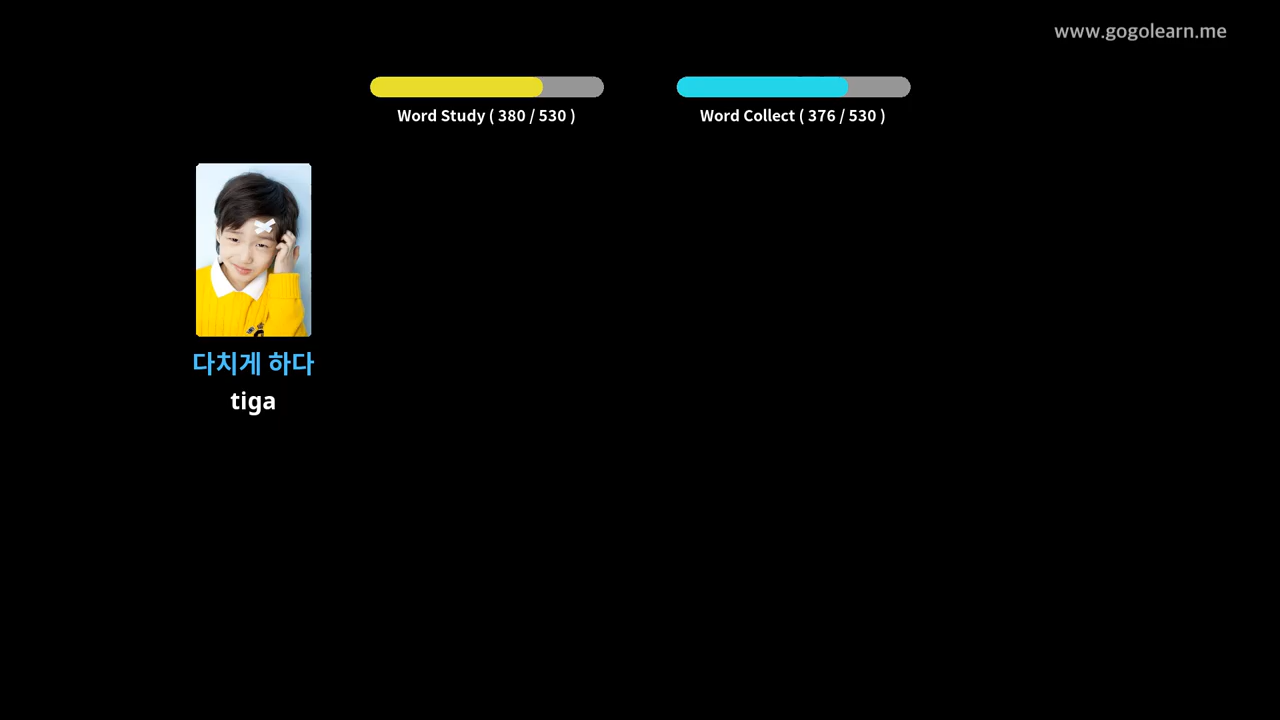 www.gogolearn.me
Word Study ( 380 / 530 )
Word Collect ( 376 / 530 )
다치게 하다
tiga